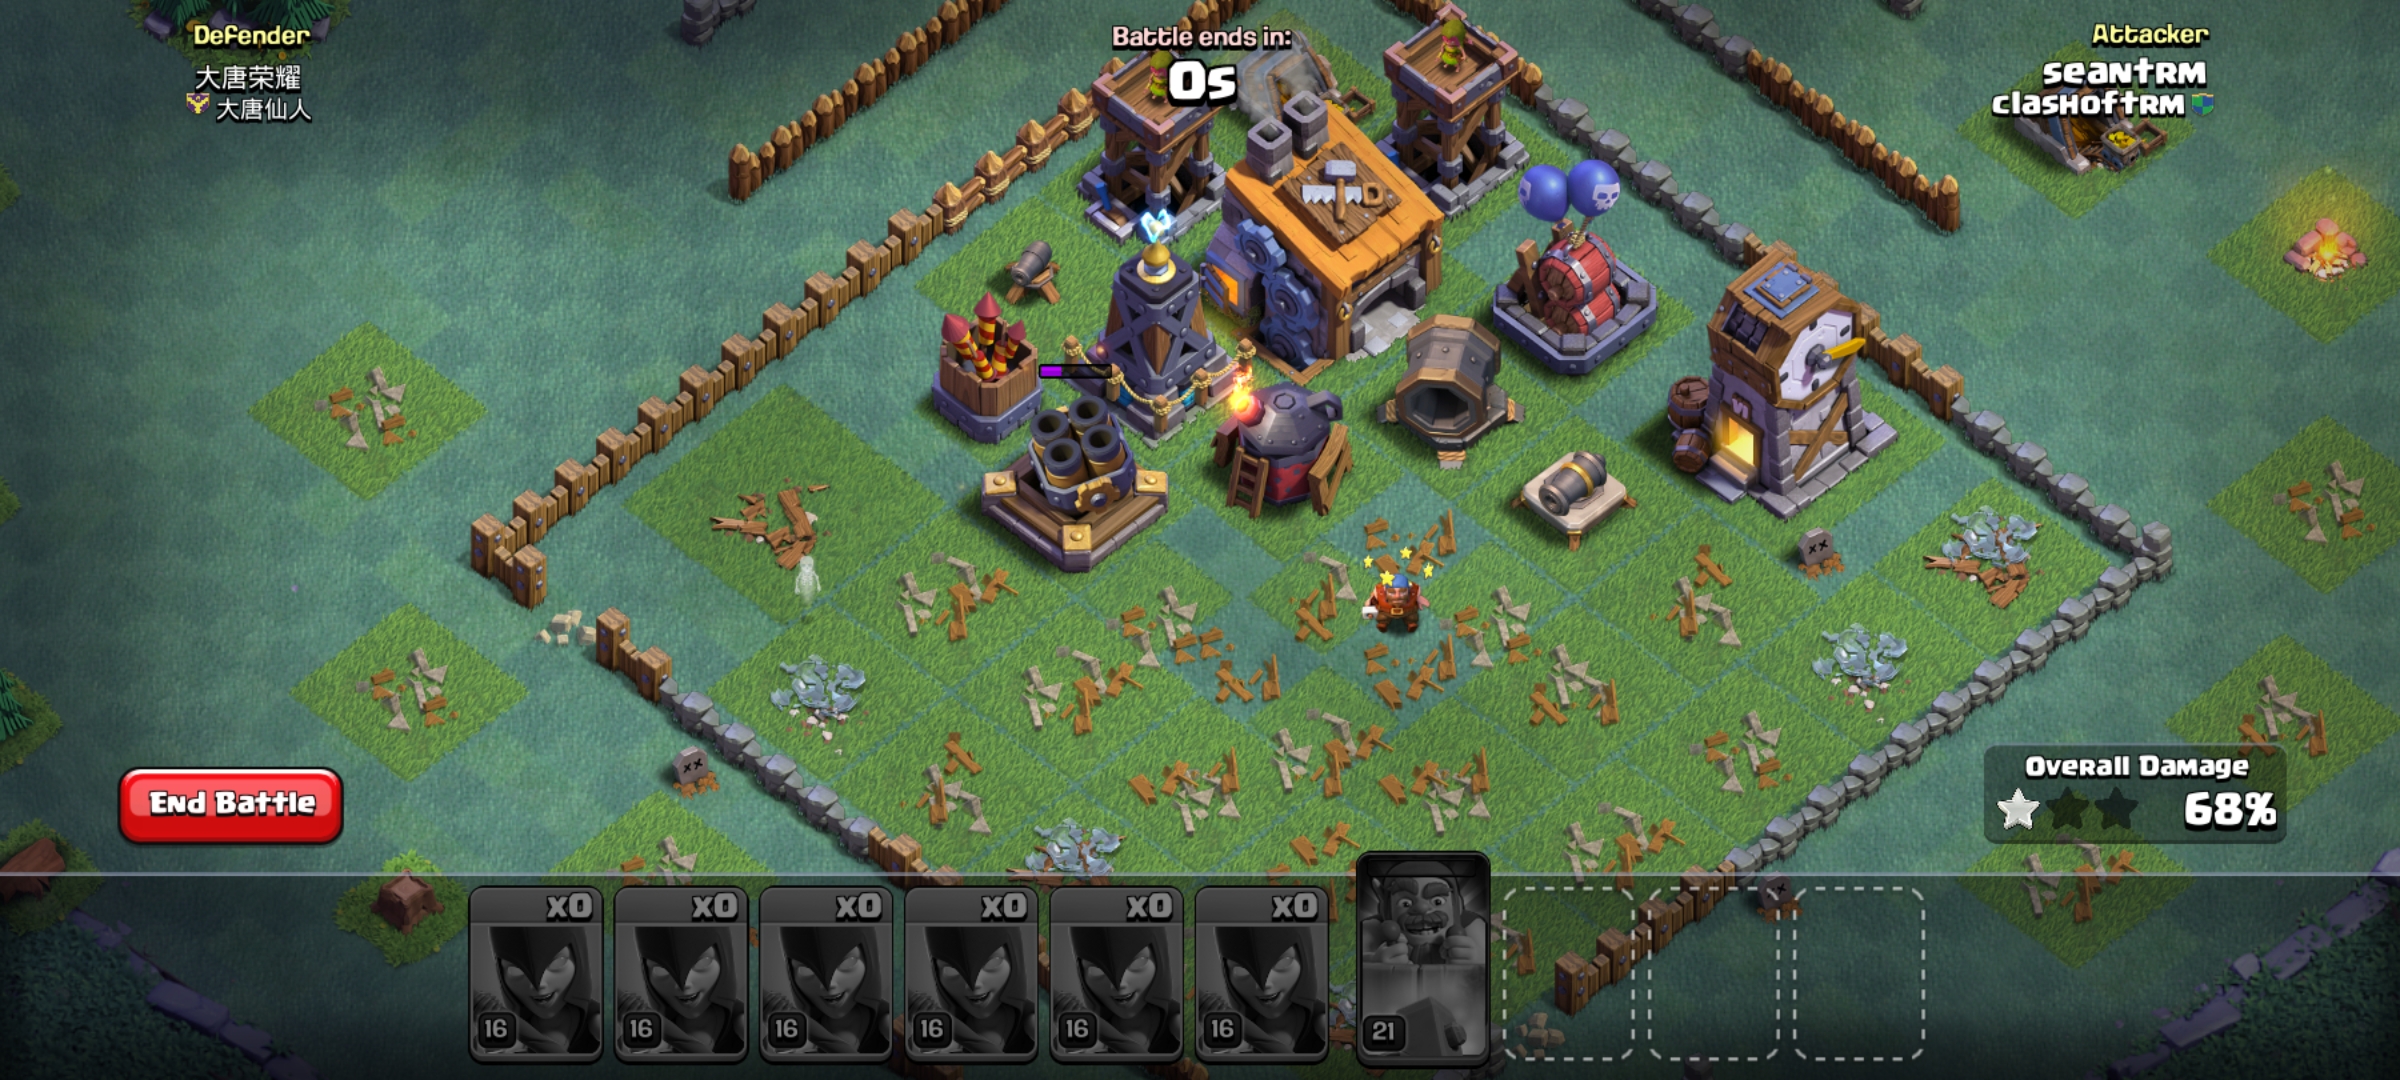 Defender
大唐荣耀
大唐仙人
Battle ends in:
0s
Attacker
seantRM
clashoftRM
VI
End Battle
Overall Damage
68%
x0 x0 x0 x0 x0 x0
16 16 16 16 16 16 21